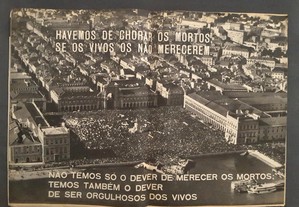 HAVEMOS DE CHORAR OS MORTOS,
SE OS VIVOS OS NÃO MERECEREM
NÃO TEMOS SÓ O DEVER DE MERECER OS MORTOS:
TEMOS TAMBÉM O DEVER
DE SER ORGULHOSOS DOS VIVOS